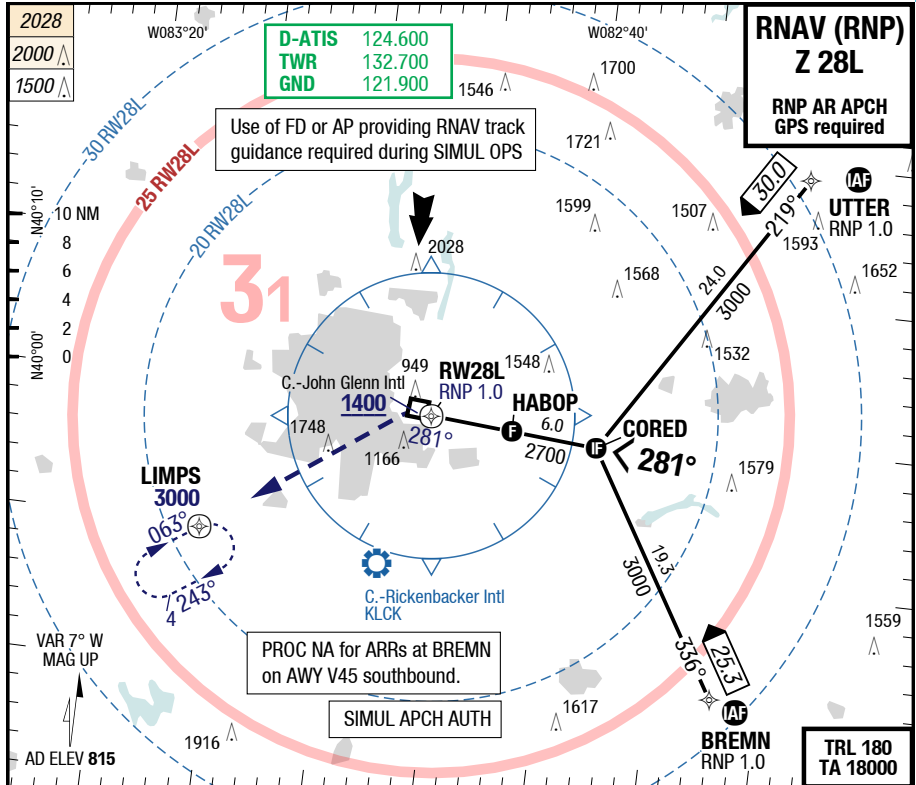 2028
2000
1500
W083°20'
D-ATIS 124.600
TWR 132.700
GND 121.900
W082°40'
RNAV (RNP)
Z 28L
RNP AR APCH
GPS required
1546
1700
1721
Use of FD or AP providing RNAV track
guidance required during SIMUL OPS
30 RW28L
25 RW28L
20 RW28L
N40°10'
10 NM
8
6
4
2
0
N40°00'
30.0
219°
IAF
UTTER
RNP 1.0
1599
1507
1593
2028
1568
1652
24.0
3000
31
1532
949
1548
RW28L
RNP 1.0
C.-John Glenn Intl
1400
281°
HABOP
F
6.0
2700
CORED
IF
281°
1748
1166
1579
LIMPS
3000
063°
4 243°
19.3
3000
C.-Rickenbacker Intl
KLCK
1559
VAR 7° W
MAG UP
PROC NA for ARRs at BREMN
on AWY V45 southbound.
336°
25.3
SIMUL APCH AUTH
1617
IAF
BREMN
RNP 1.0
1916
AD ELEV 815
TRL 180
TA 18000